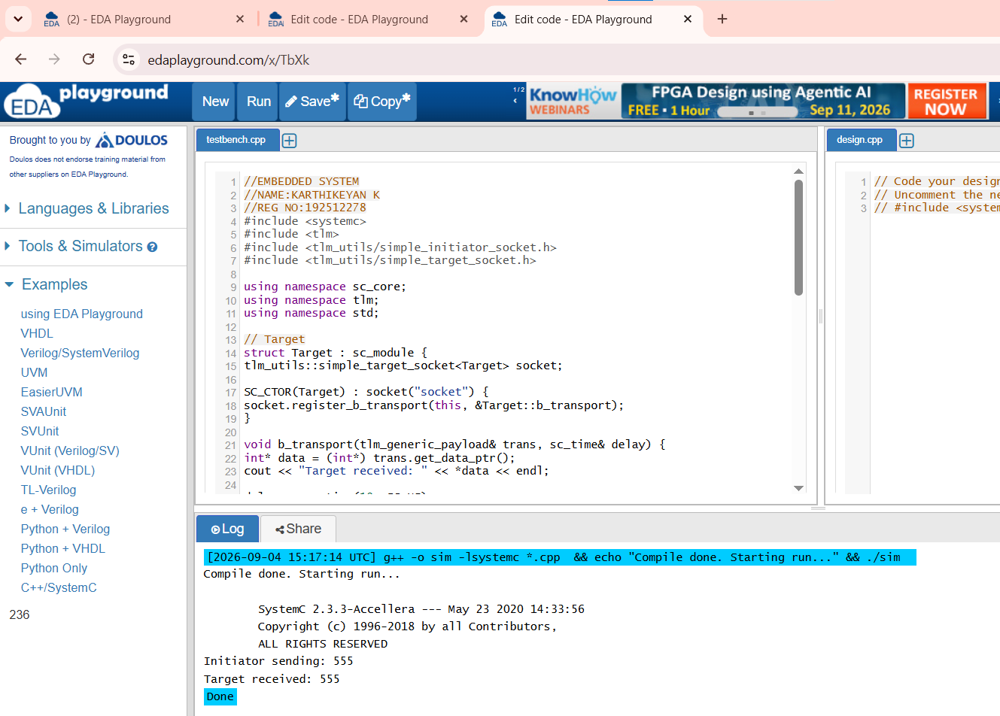 (2) - EDA Playground
Edit code - EDA Playground
Edit code - EDA Playground
edaplayground.com/x/TbXk
EDA playground
New
Run
Save*
Copy*
1/2
KnowHow
WEBINARS
FPGA Design using Agentic AI
FREE • 1 Hour
Sep 11, 2026
REGISTER
NOW
Brought to you by DOULOS
Doulos does not endorse training material from
other suppliers on EDA Playground.
Languages & Libraries
Tools & Simulators
Examples
using EDA Playground
VHDL
Verilog/SystemVerilog
UVM
EasierUVM
SVAUnit
SVUnit
VUnit (Verilog/SV)
VUnit (VHDL)
TL-Verilog
e + Verilog
Python + Verilog
Python + VHDL
Python Only
C++/SystemC
236
testbench.cpp
1 //EMBEDDED SYSTEM
2 //NAME:KARTHIKEYAN K
3 //REG NO:192512278
4 #include <systemc>
5 #include <tlm>
6 #include <tlm_utils/simple_initiator_socket.h>
7 #include <tlm_utils/simple_target_socket.h>
8
9 using namespace sc_core;
10 using namespace tlm;
11 using namespace std;
12
13 // Target
14 struct Target : sc_module {
15 tlm_utils::simple_target_socket<Target> socket;
16
17 SC_CTOR(Target) : socket("socket") {
18 socket.register_b_transport(this, &Target::b_transport);
19 }
20
21 void b_transport(tlm_generic_payload& trans, sc_time& delay) {
22 int* data = (int*) trans.get_data_ptr();
23 cout << "Target received: " << *data << endl;
24
design.cpp
1 // Code your design
2 // Uncomment the ne
3 // #include <system
Log
Share
[2026-09-04 15:17:14 UTC] g++ -o sim -lsystemc *.cpp && echo "Compile done. Starting run..." && ./sim
Compile done. Starting run...
SystemC 2.3.3-Accellera --- May 23 2020 14:33:56
Copyright (c) 1996-2018 by all Contributors,
ALL RIGHTS RESERVED
Initiator sending: 555
Target received: 555
Done